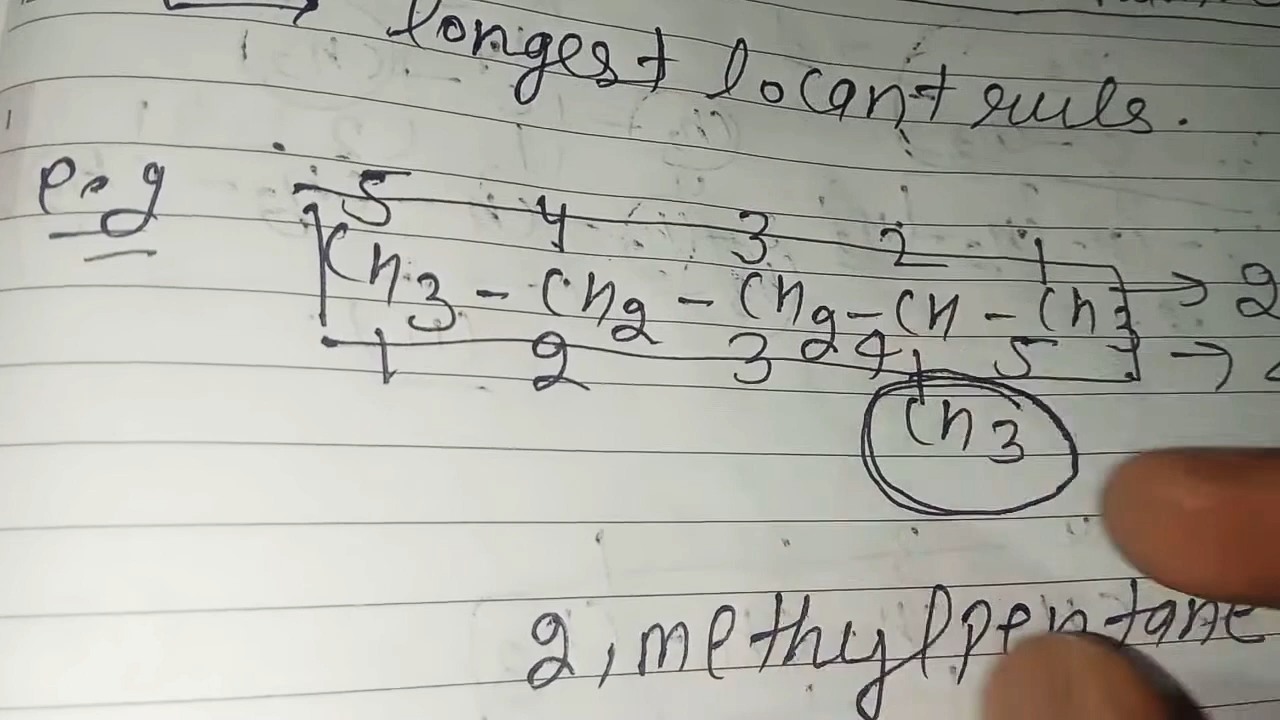 longest locant rule.
e.g
5 4 3 2 1
CH3 - CH2 - CH2 - CH - CH3 → 2
1 2 3 4 5 →
CH3
2, methylpentane